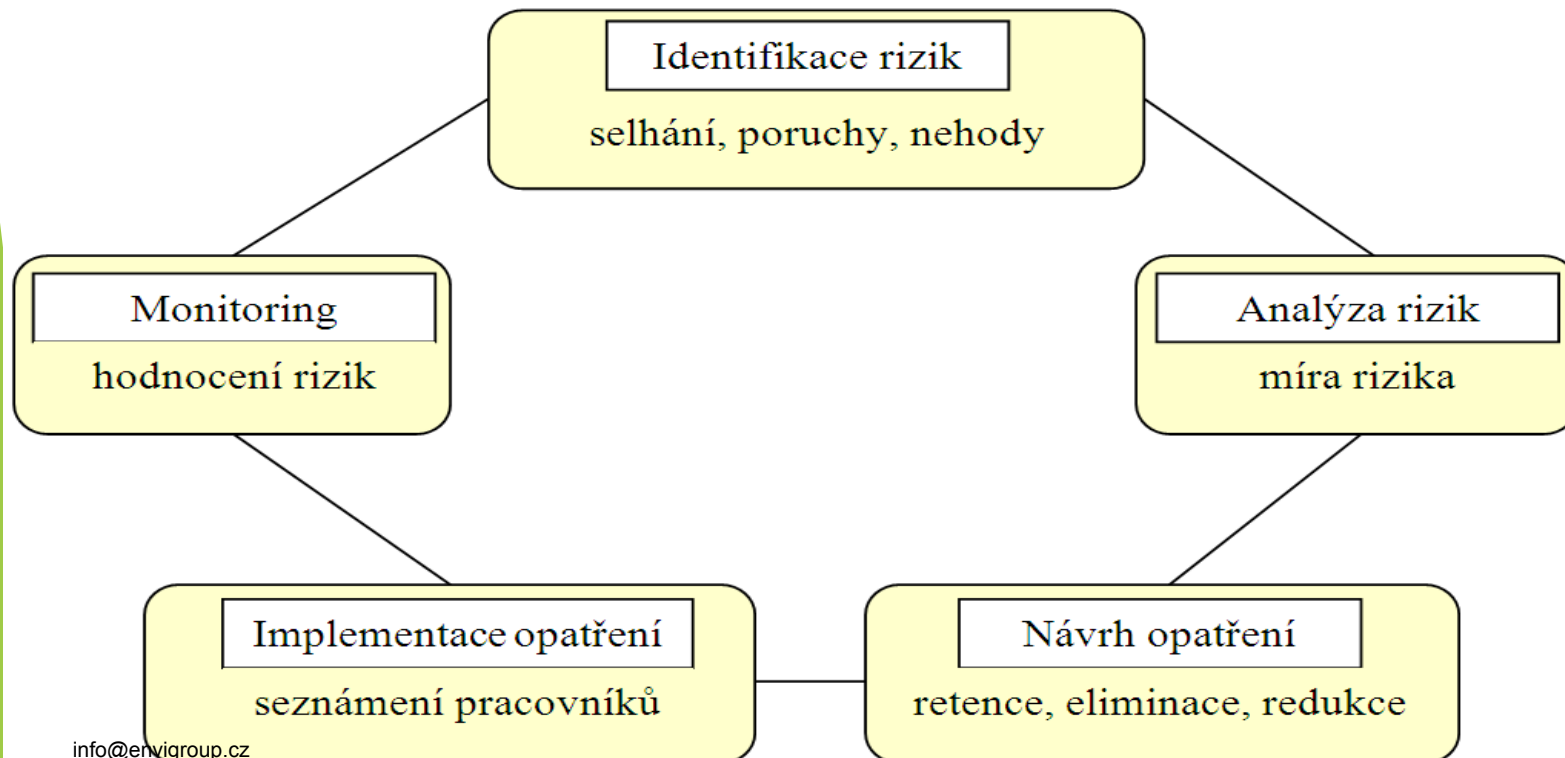 Identifikace rizik
selhání, poruchy, nehody
Monitoring
hodnocení rizik
Analýza rizik
míra rizika
Implementace opatření
seznámení pracovníků
Návrh opatření
retence, eliminace, redukce
info@envigroup.cz